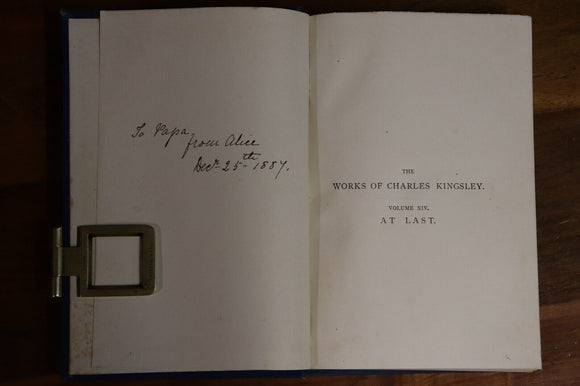 To Papa
from Alice
Decr 25th 1887.
THE
WORKS OF CHARLES KINGSLEY.
VOLUME XIV.
AT LAST.